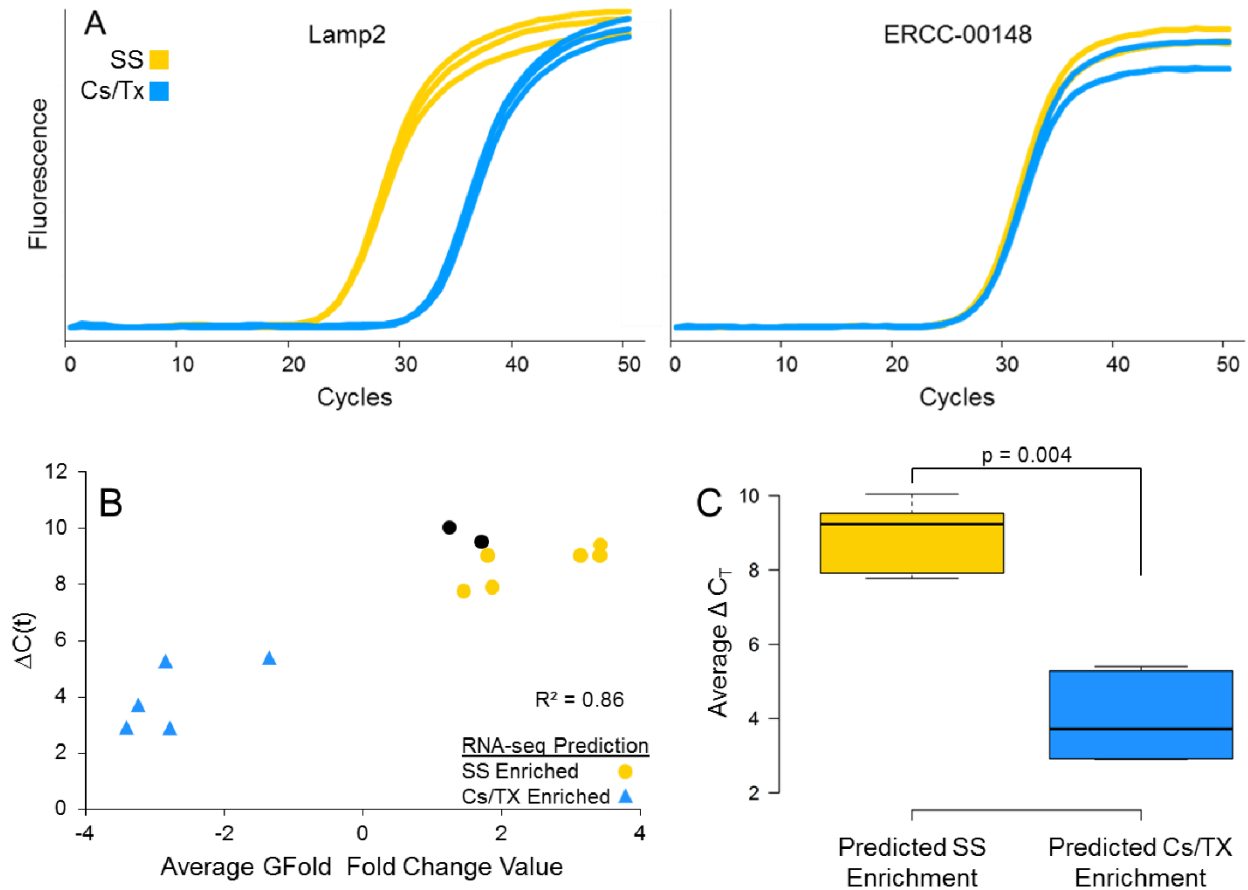 A
Lamp2
ERCC-00148
SS
Cs/Tx
Fluorescence
0 10 20 30 40 50
Cycles
0 10 20 30 40 50
Cycles
B
12
10
8
6
4
2
0
ΔC(t)
-4 -2 0 2 4
Average GFold Fold Change Value
R² = 0.86
RNA-seq Prediction
SS Enriched
Cs/TX Enriched
C
p = 0.004
10
8
6
4
2
Average Δ CT
Predicted SS
Enrichment
Predicted Cs/TX
Enrichment